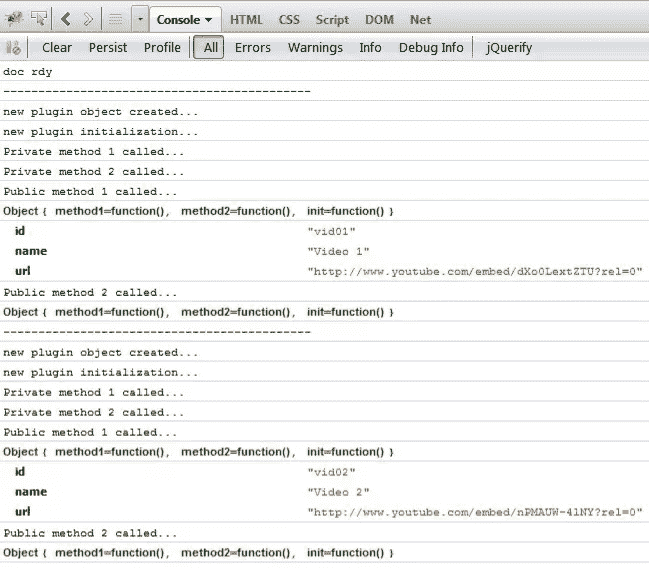 Console HTML CSS Script DOM Net
Clear Persist Profile All Errors Warnings Info Debug Info jQuerify
doc rdy
--------------------------------------------
new plugin object created...
new plugin initialization...
Private method 1 called...
Private method 2 called...
Public method 1 called...
Object { method1=function(), method2=function(), init=function() }
id "vid01"
name "Video 1"
url "http://www.youtube.com/embed/dXo0LextZTU?rel=0"
Public method 2 called...
Object { method1=function(), method2=function(), init=function() }
--------------------------------------------
new plugin object created...
new plugin initialization...
Private method 1 called...
Private method 2 called...
Public method 1 called...
Object { method1=function(), method2=function(), init=function() }
id "vid02"
name "Video 2"
url "http://www.youtube.com/embed/nPMAUW-4lNY?rel=0"
Public method 2 called...
Object { method1=function(), method2=function(), init=function() }